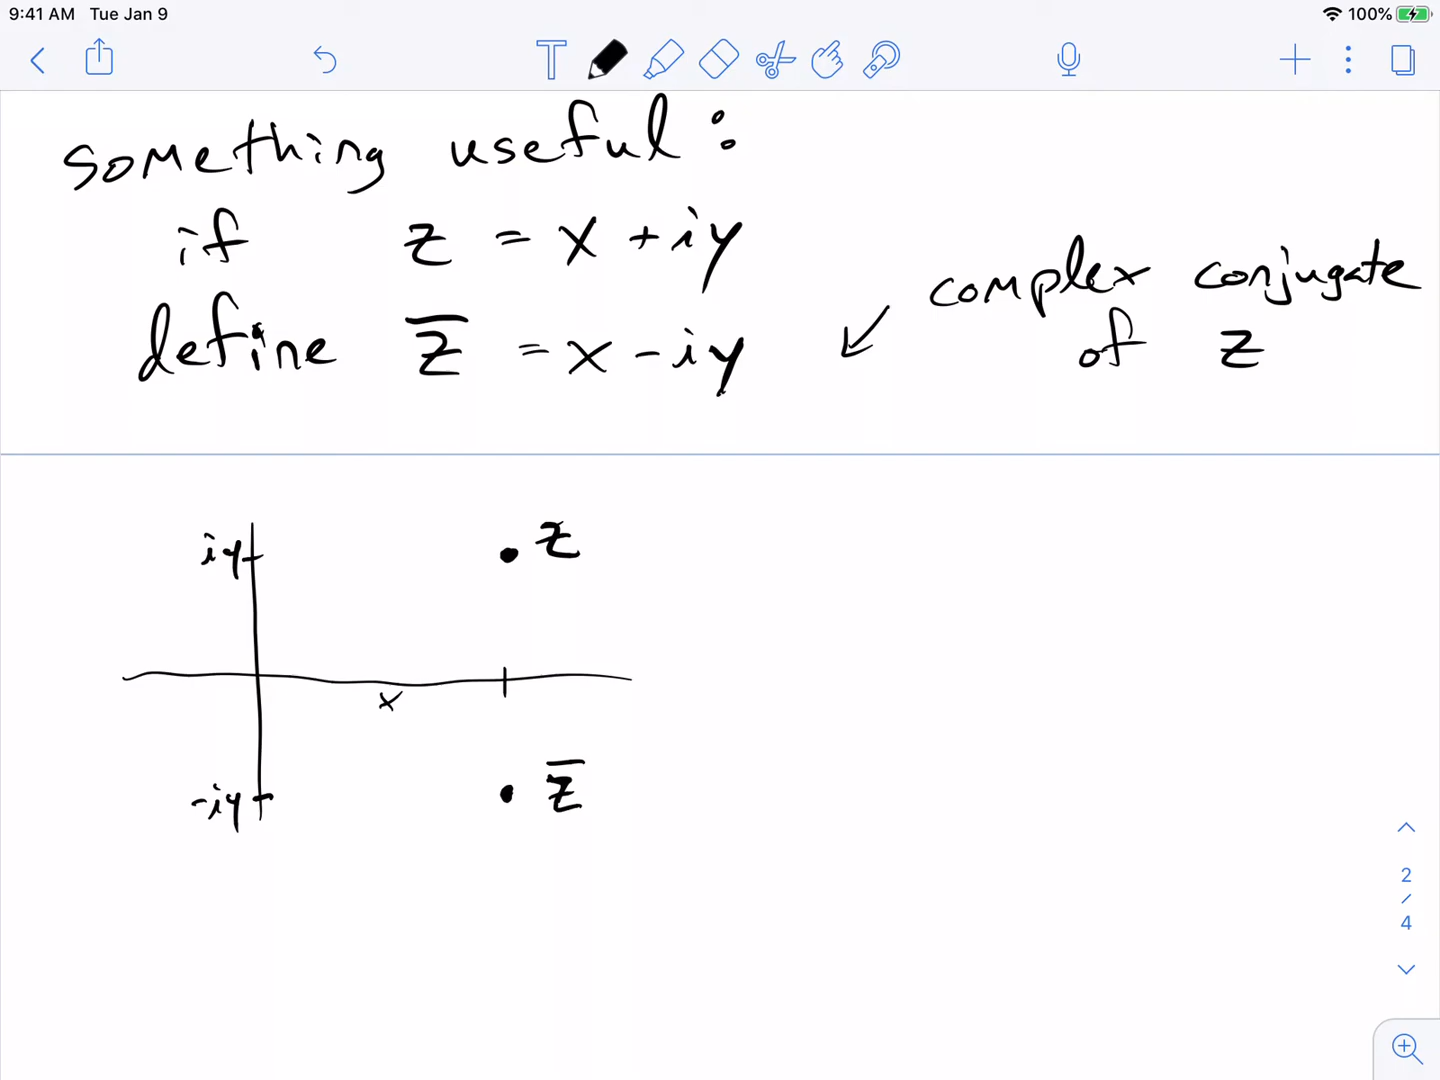 9:41 AM Tue Jan 9 100%
T
something useful:
if z = x + iy
define z̅ = x - iy
↙ complex conjugate
of z
iy
z
x
-iy
z̅
2
/
4